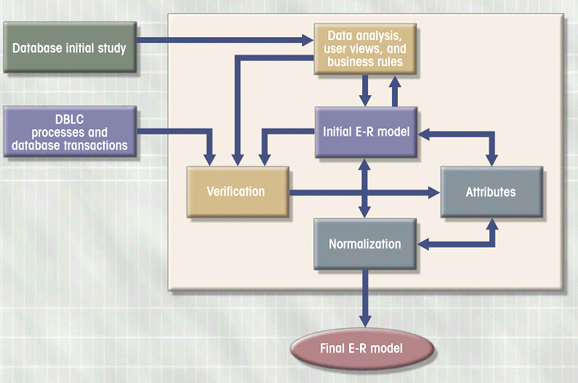 Database initial study
Data analysis,
user views, and
business rules
DBLC
processes and
database transactions
Initial E-R model
Verification
Attributes
Normalization
Final E-R model